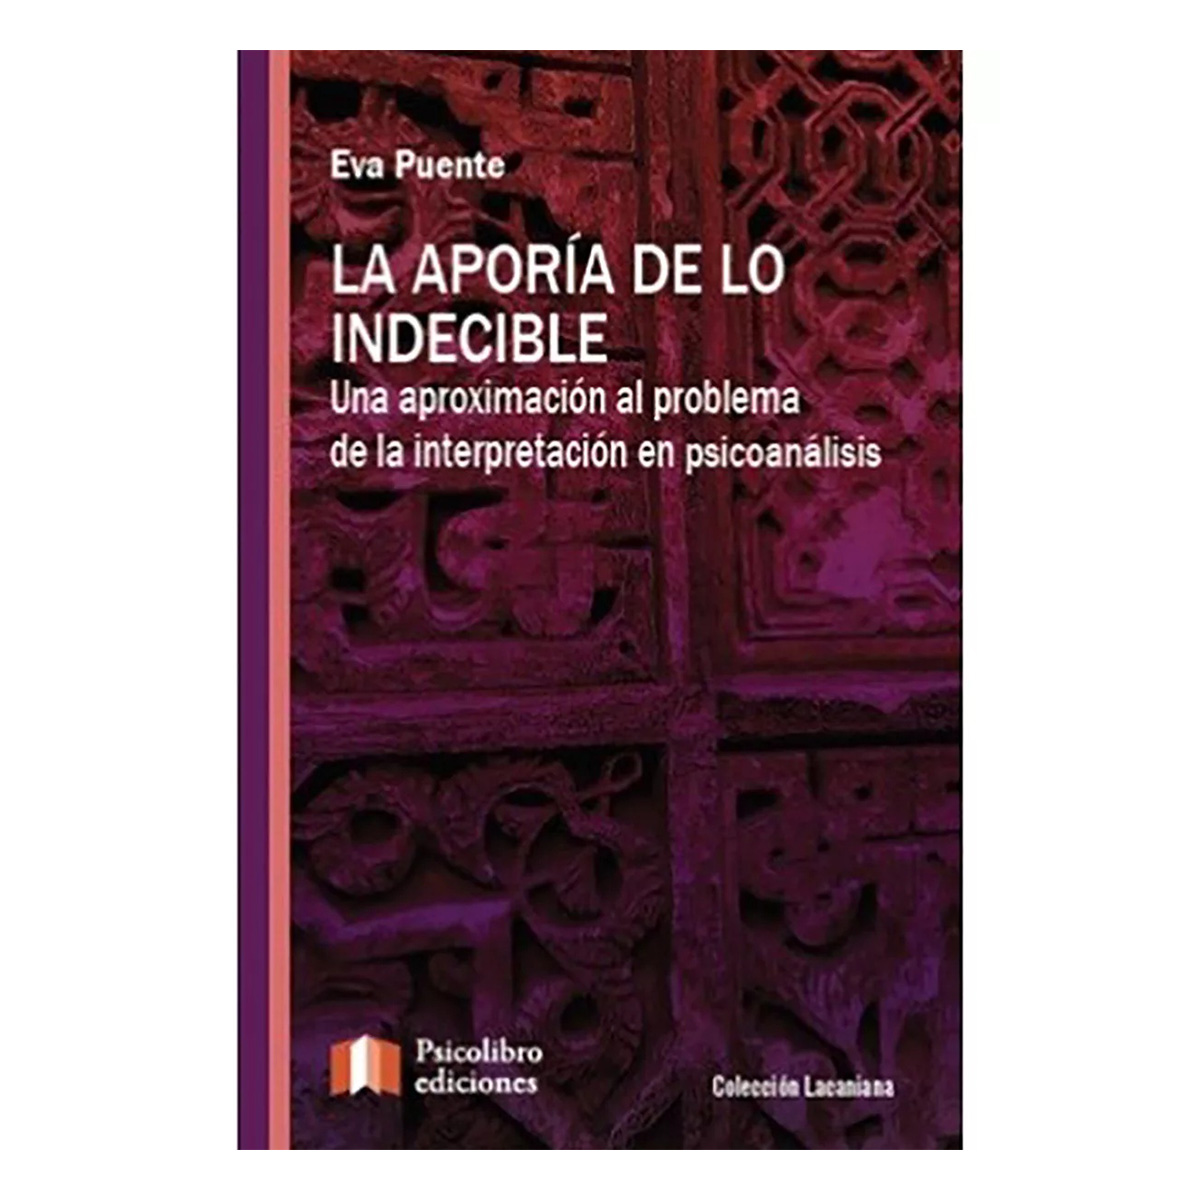 Eva Puente
LA APORÍA DE LO
INDECIBLE
Una aproximación al problema
de la interpretación en psicoanálisis
Psicolibro
ediciones
Colección Lacaniana